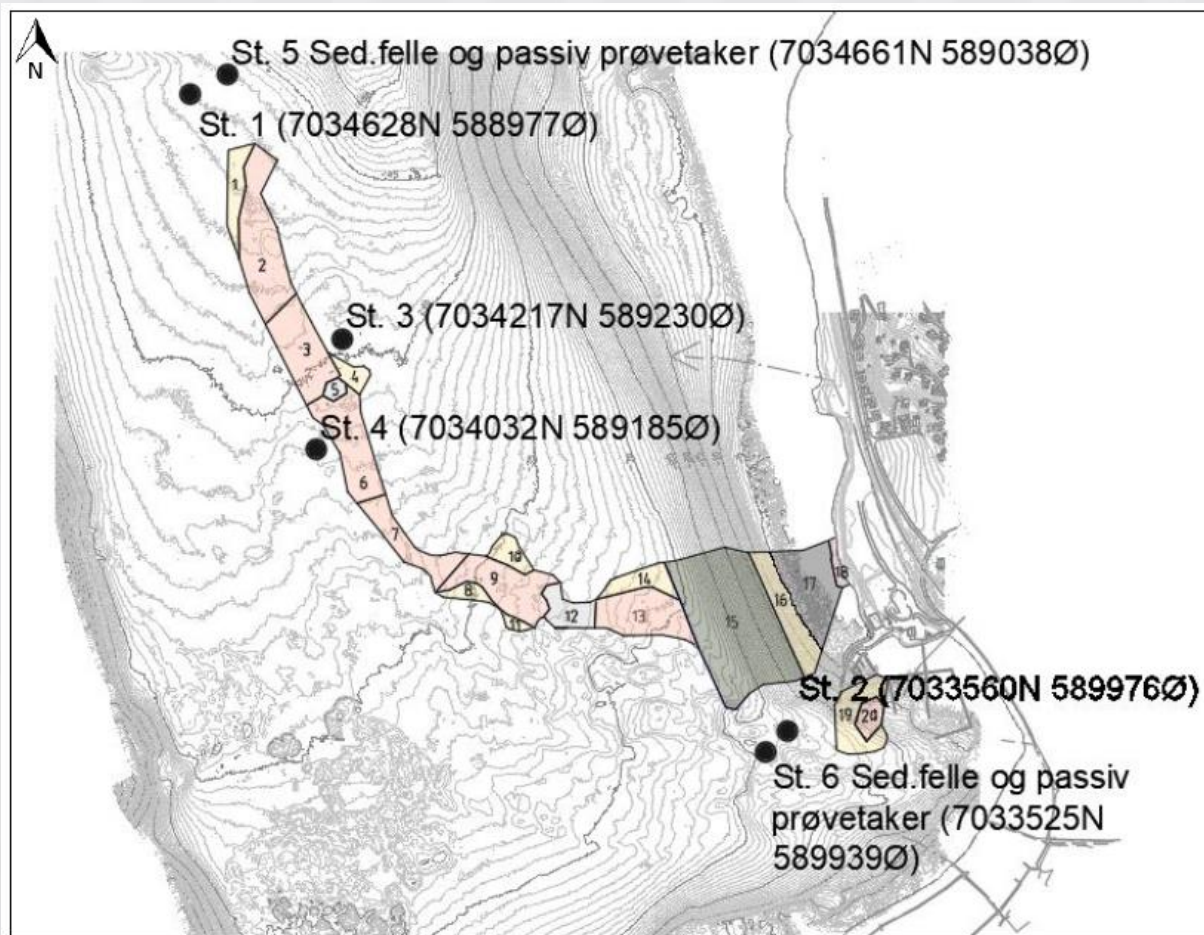 N
St. 5 Sed.felle og passiv prøvetaker (7034661N 589038Ø)
St. 1 (7034628N 588977Ø)
1
2
St. 3 (7034217N 589230Ø)
3
4
5
St. 4 (7034032N 589185Ø)
6
7
10
9
8
11
12
14
13
15
16
17
18
St. 2 (7033560N 589976Ø)
19
20
St. 6 Sed.felle og passiv
prøvetaker (7033525N
589939Ø)